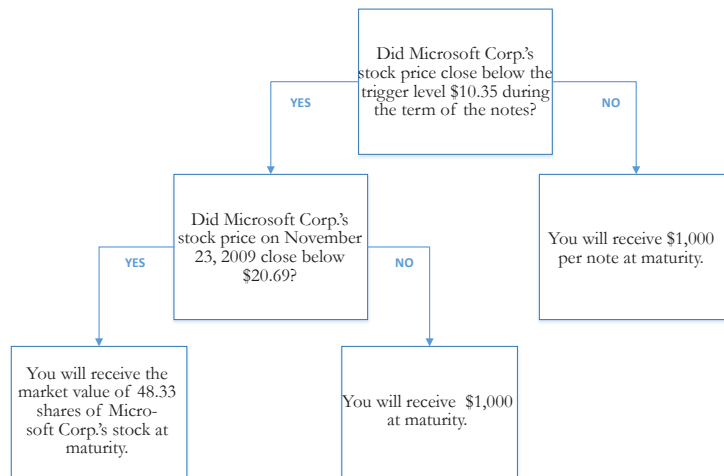 Did Microsoft Corp.'s
stock price close below the
trigger level $10.35 during
the term of the notes?
YES
NO
Did Microsoft Corp.'s
stock price on November
23, 2009 close below
$20.69?
You will receive $1,000
per note at maturity.
YES
NO
You will receive the
market value of 48.33
shares of Micro-
soft Corp.'s stock at
maturity.
You will receive $1,000
at maturity.